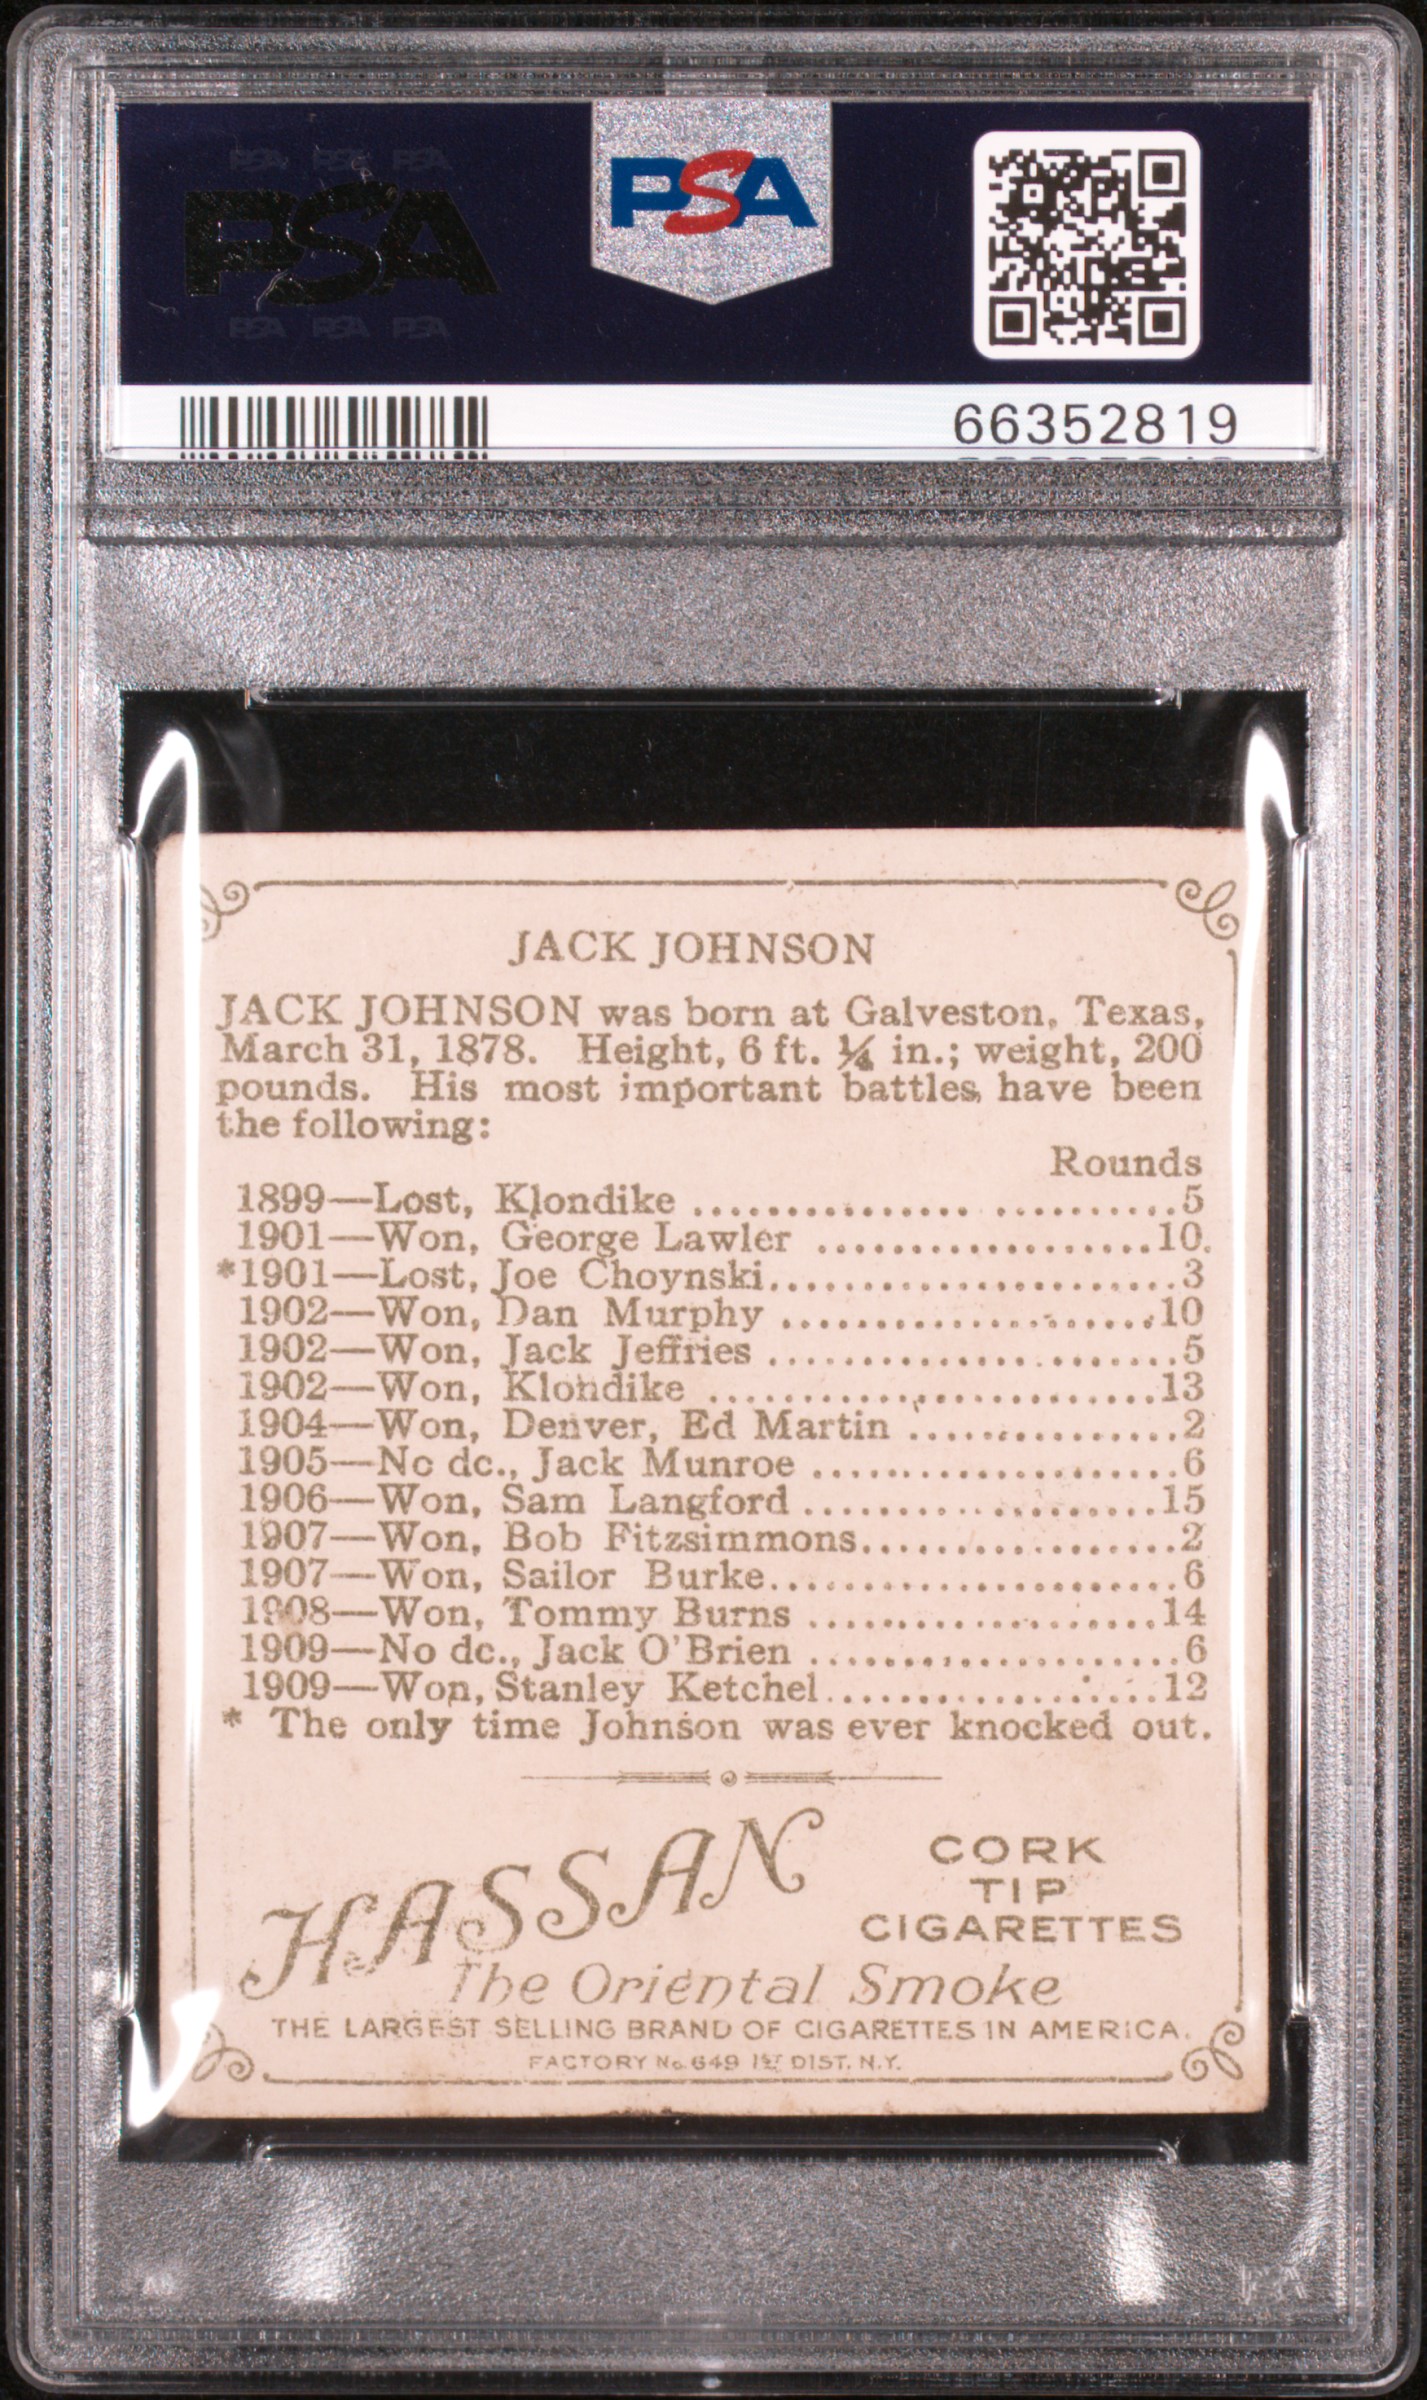 PSA PSA PSA
PSA
PSA PSA PSA
PSA
66352819
JACK JOHNSON
JACK JOHNSON was born at Galveston, Texas,
March 31, 1878. Height, 6 ft. ¼ in.; weight, 200
pounds. His most important battles have been
the following:
Rounds
1899—Lost, Klondike .......................... 5
1901—Won, George Lawler ..................10.
*1901—Lost, Joe Choynski......................3
1902—Won, Dan Murphy ....................10
1902—Won, Jack Jeffries ......................5
1902—Won, Klondike ........................13
1904—Won, Denver, Ed Martin ...............2
1905—No dc., Jack Munroe ....................6
1906—Won, Sam Langford ...................15
1907—Won, Bob Fitzsimmons..................2
1907—Won, Sailor Burke......................6
1908—Won, Tommy Burns ...................14
1909—No dc., Jack O'Brien ....................6
1909—Won, Stanley Ketchel..................12
* The only time Johnson was ever knocked out.
HASSAN
CORK
TIP
CIGARETTES
The Oriental Smoke
THE LARGEST SELLING BRAND OF CIGARETTES IN AMERICA.
FACTORY No. 649 1ST DIST. N.Y.